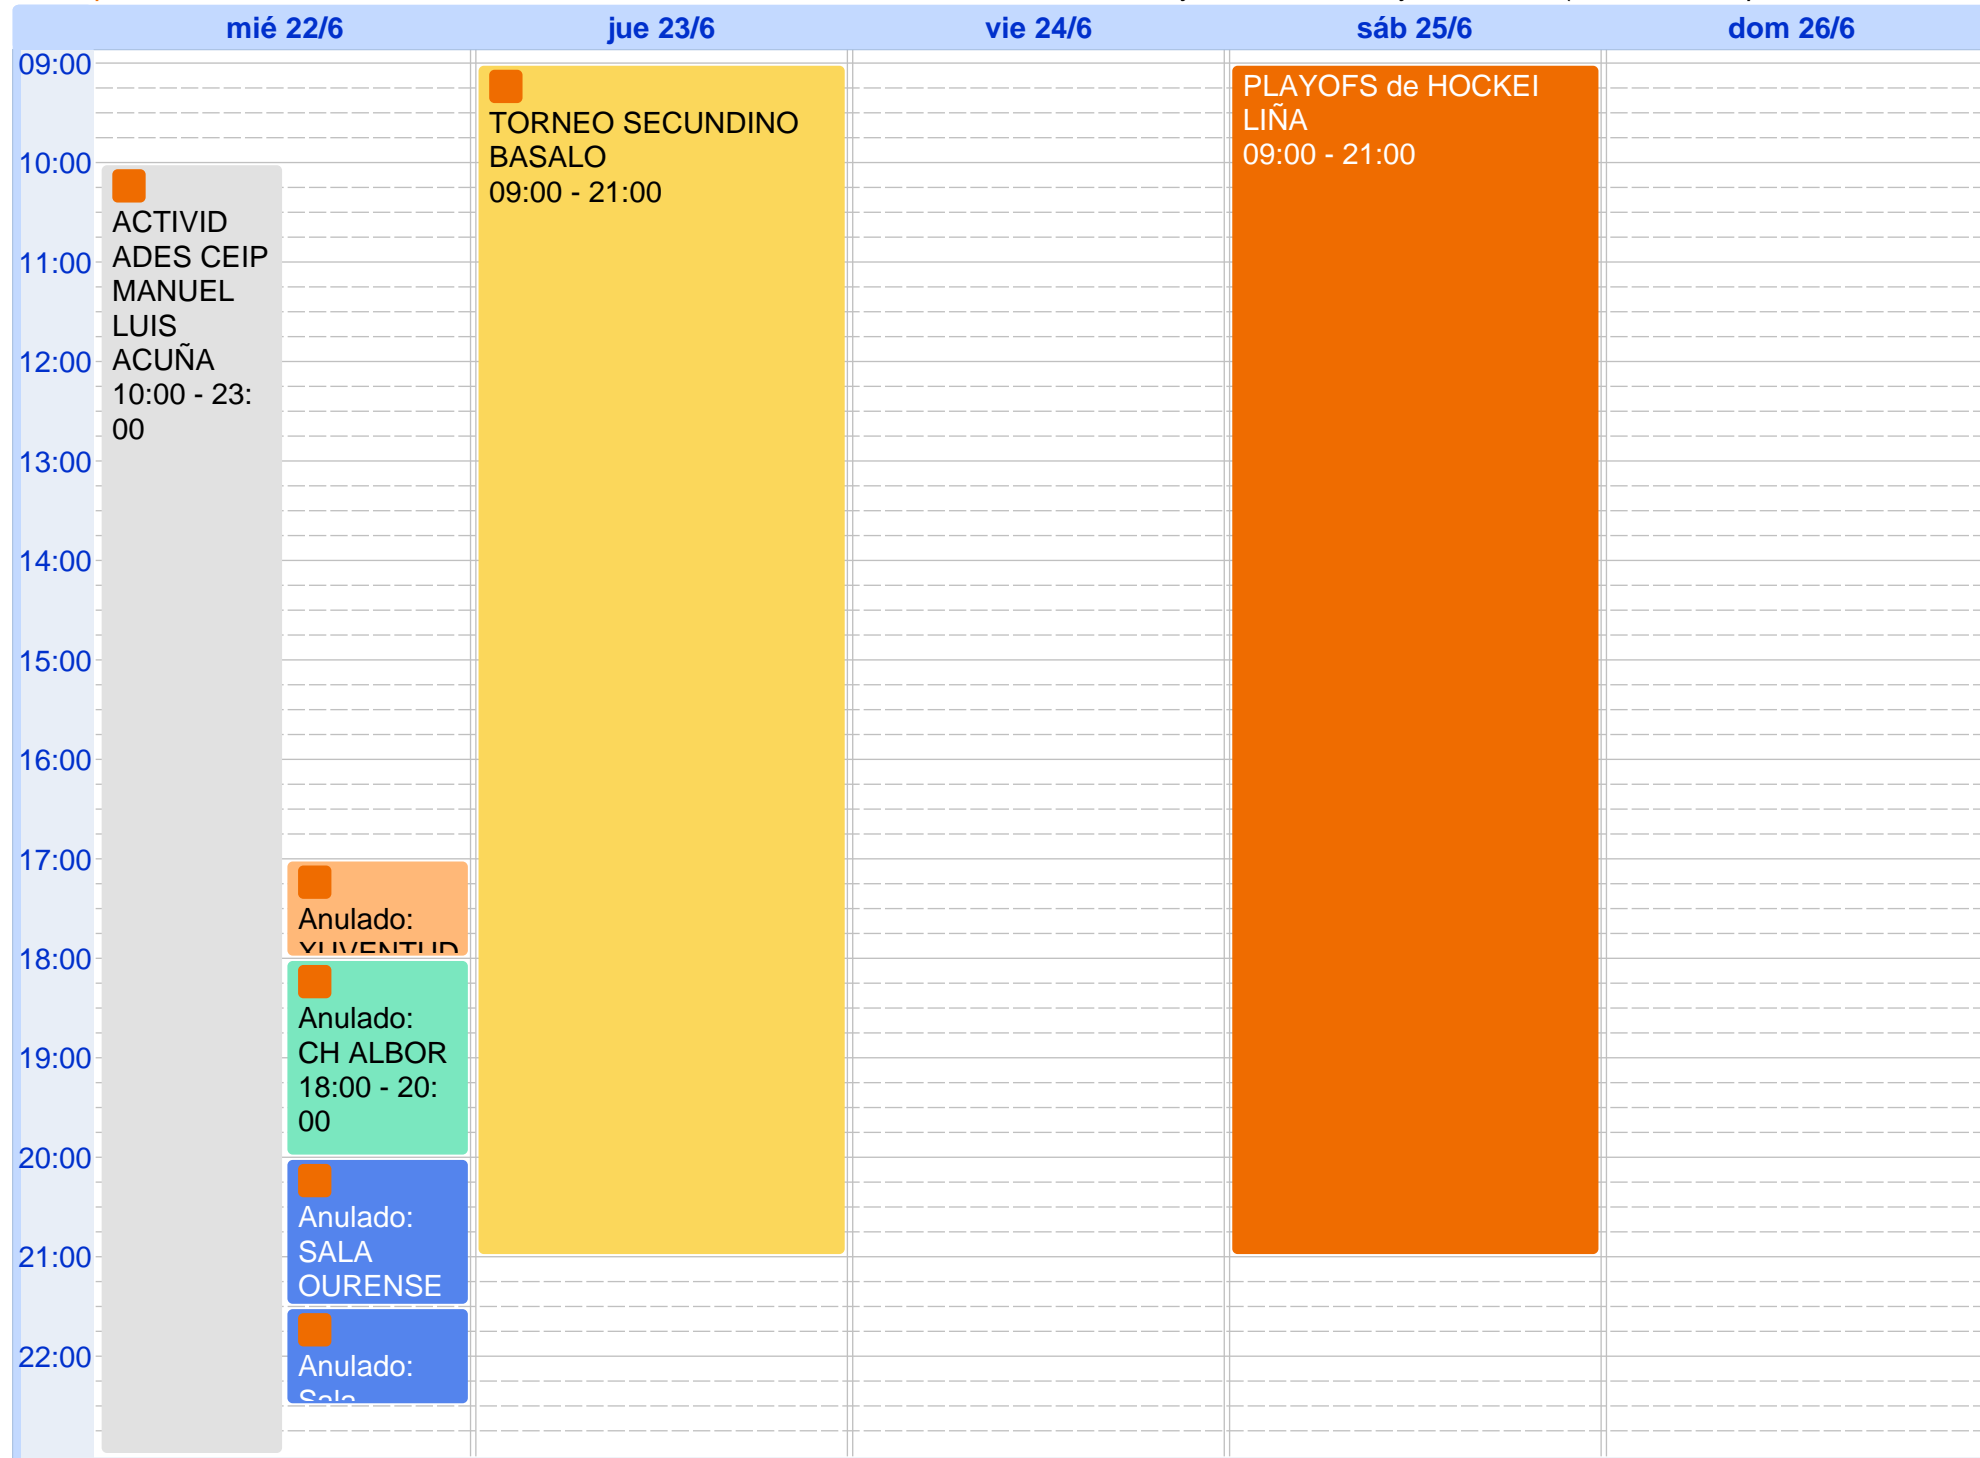 mié 22/6
jue 23/6
vie 24/6
sáb 25/6
dom 26/6
09:00
10:00
11:00
12:00
13:00
14:00
15:00
16:00
17:00
18:00
19:00
20:00
21:00
22:00
ACTIVID
ADES CEIP
MANUEL
LUIS
ACUÑA
10:00 - 23:
00
Anulado:
XUVENTUD
Anulado:
CH ALBOR
18:00 - 20:
00
Anulado:
SALA
OURENSE
Anulado:
Sala
TORNEO SECUNDINO
BASALO
09:00 - 21:00
PLAYOFS de HOCKEI
LIÑA
09:00 - 21:00